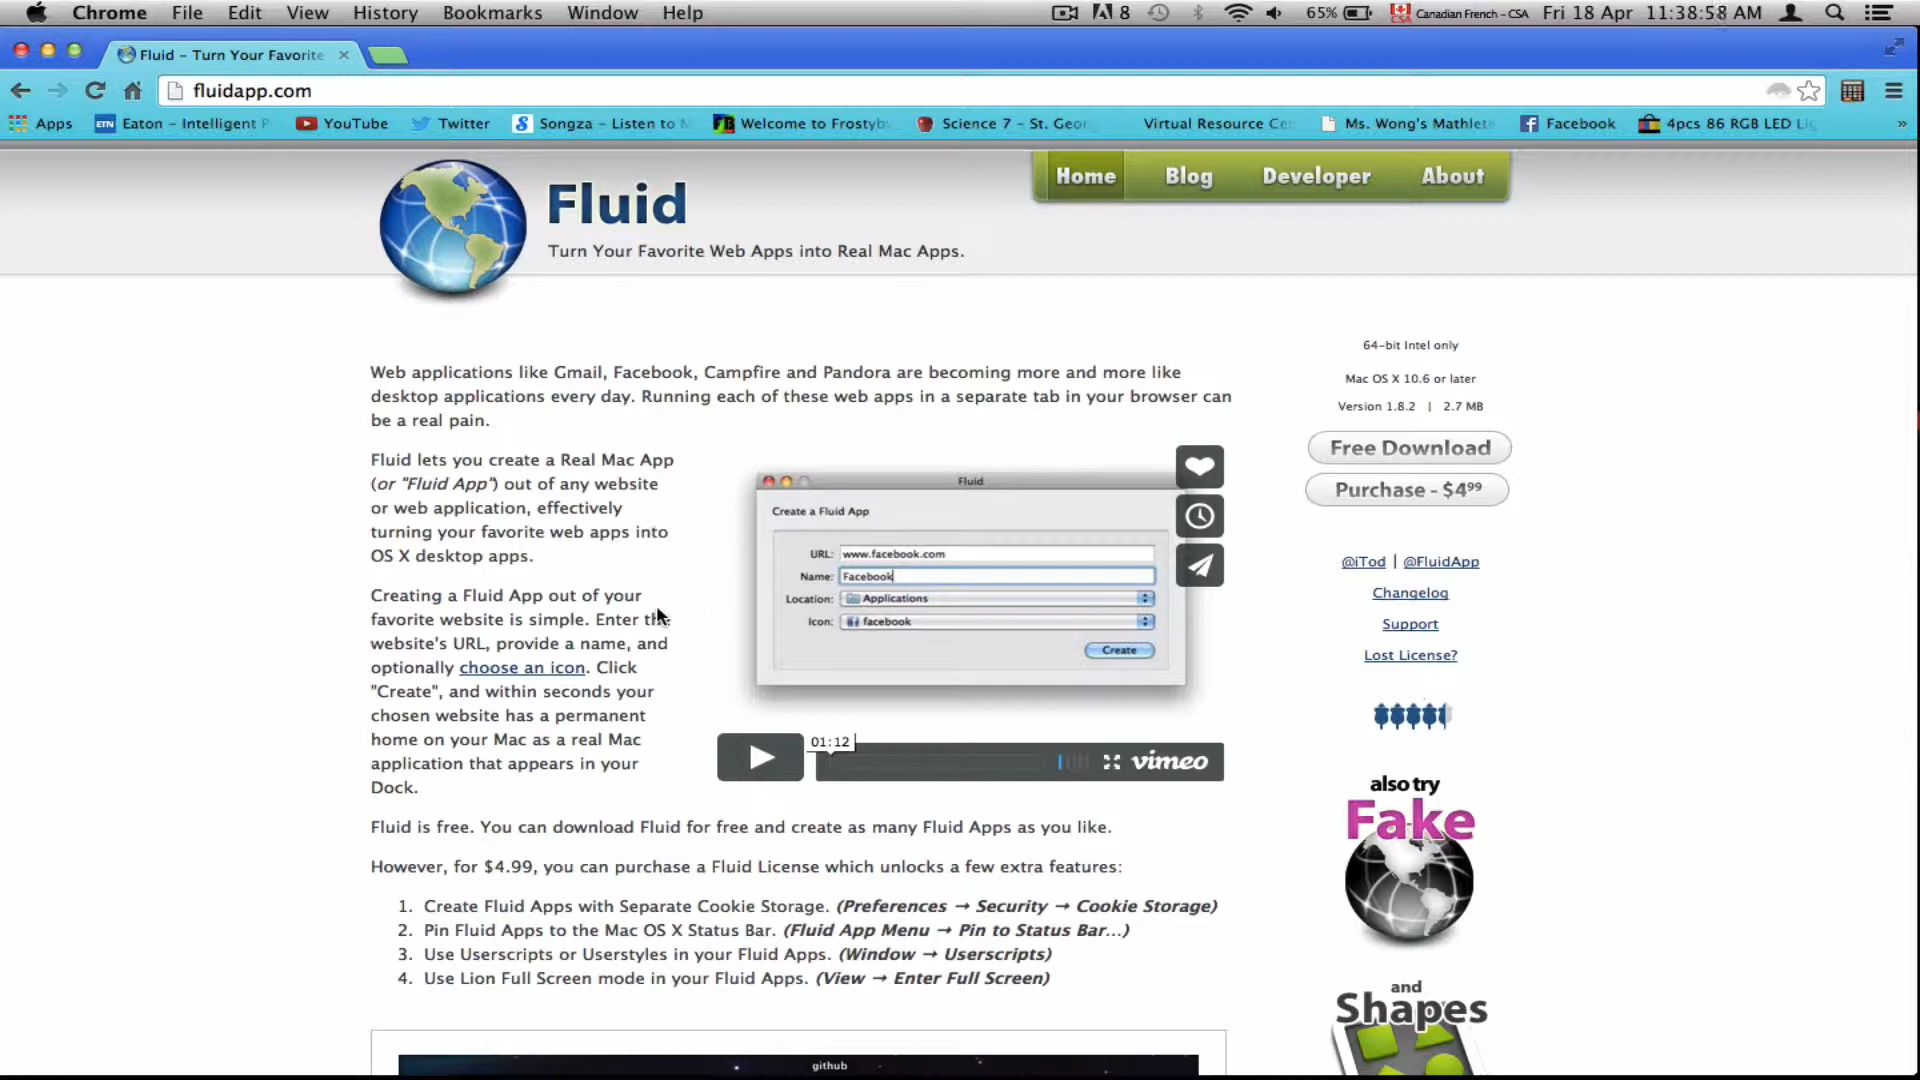 Chrome File Edit View History Bookmarks Window Help 8 65% Canadian French - CSA Fri 18 Apr 11:38:58 AM
Fluid - Turn Your Favorite
fluidapp.com
Apps ETN Eaton - Intelligent P YouTube Twitter Songza - Listen to Welcome to Frostyb Science 7 - St. Geor Virtual Resource Ce Ms. Wong's Mathlet Facebook 4pcs 86 RGB LED Li »
Home Blog Developer About
Fluid
Turn Your Favorite Web Apps into Real Mac Apps.
64-bit Intel only
Mac OS X 10.6 or later
Version 1.8.2 | 2.7 MB
Free Download
Purchase - $4⁹⁹
@iTod | @FluidApp
Changelog
Support
Lost License?
also try
Fake
and
Shapes
Web applications like Gmail, Facebook, Campfire and Pandora are becoming more and more like
desktop applications every day. Running each of these web apps in a separate tab in your browser can
be a real pain.
Fluid lets you create a Real Mac App
(or "Fluid App") out of any website
or web application, effectively
turning your favorite web apps into
OS X desktop apps.
Creating a Fluid App out of your
favorite website is simple. Enter the
website's URL, provide a name, and
optionally choose an icon. Click
"Create", and within seconds your
chosen website has a permanent
home on your Mac as a real Mac
application that appears in your
Dock.
Fluid
Create a Fluid App
URL: www.facebook.com
Name: Facebook
Location: Applications
Icon: facebook
Create
01:12
vimeo
Fluid is free. You can download Fluid for free and create as many Fluid Apps as you like.
However, for $4.99, you can purchase a Fluid License which unlocks a few extra features:
1. Create Fluid Apps with Separate Cookie Storage. (Preferences → Security → Cookie Storage)
2. Pin Fluid Apps to the Mac OS X Status Bar. (Fluid App Menu → Pin to Status Bar...)
3. Use Userscripts or Userstyles in your Fluid Apps. (Window → Userscripts)
4. Use Lion Full Screen mode in your Fluid Apps. (View → Enter Full Screen)
github